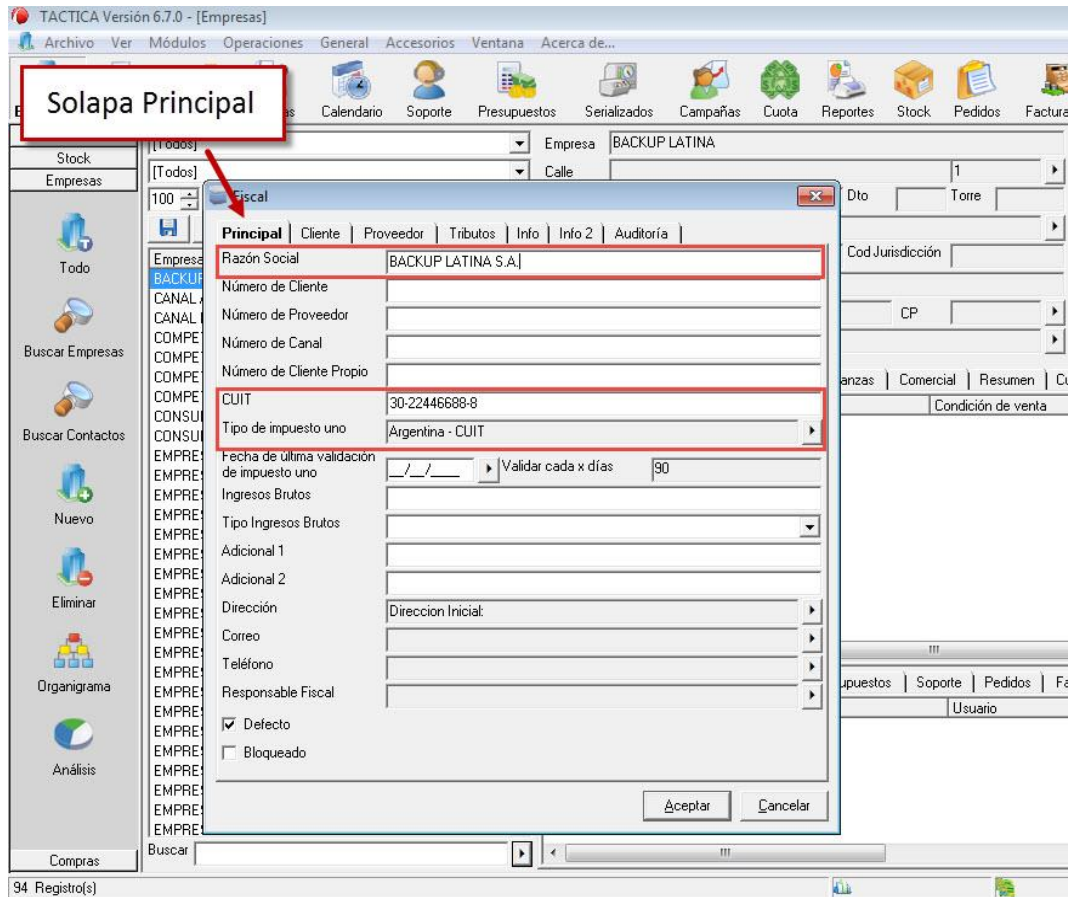 TACTICA Versión 6.7.0 - [Empresas]
Archivo Ver Módulos Operaciones General Accesorios Ventana Acerca de...
Solapa Principal
Calendario Soporte Presupuestos Serializados Campañas Cuota Reportes Stock Pedidos
Stock
Empresas
Todo
Buscar Empresas
Buscar Contactos
Nuevo
Eliminar
Organigrama
Análisis
Compras
[Todos]
[Todos]
100
Empresa BACKUP LATINA
Calle 1
Dto Torre
Cod Jurisdicción
CP
Comercial Resumen
Condición de venta
Soporte Pedidos
Usuario
Fiscal
Principal Cliente Proveedor Tributos Info Info 2 Auditoría
Razón Social BACKUP LATINA S.A.
Número de Cliente
Número de Proveedor
Número de Canal
Número de Cliente Propio
CUIT 30-22446688-8
Tipo de impuesto uno Argentina - CUIT
Fecha de última validación
de impuesto uno __/__/____ Validar cada x días 90
Ingresos Brutos
Tipo Ingresos Brutos
Adicional 1
Adicional 2
Dirección Direccion Inicial:
Correo
Teléfono
Responsable Fiscal
Defecto
Bloqueado
Aceptar Cancelar
Buscar
94 Registro(s)